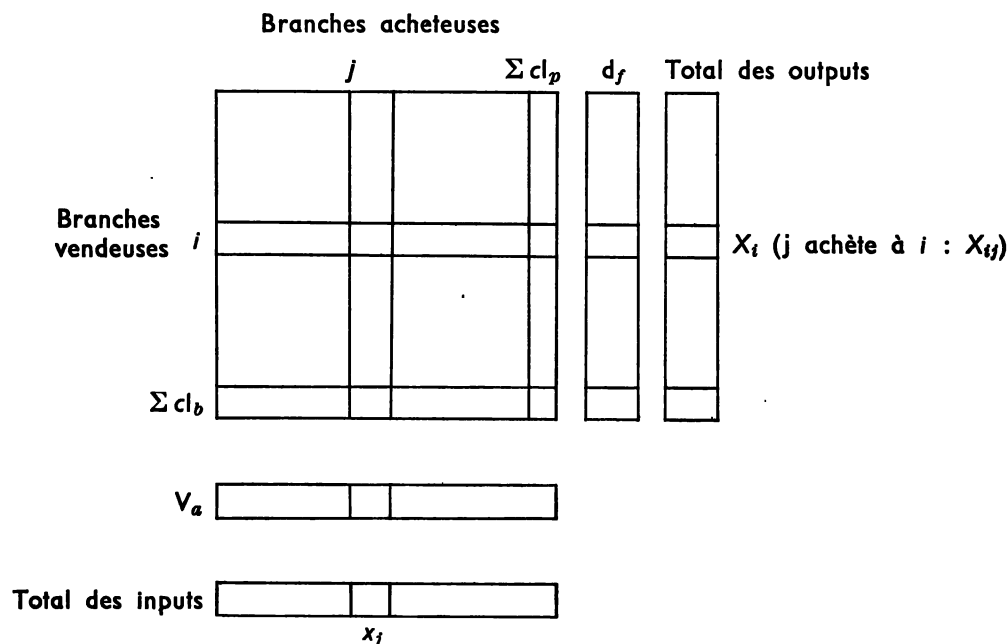 Branches acheteuses
j Σ cl_p d_f Total des outputs
Branches
vendeuses i X_i (j achète à i : X_ij)
Σ cl_b
V_a
Total des inputs
x_j